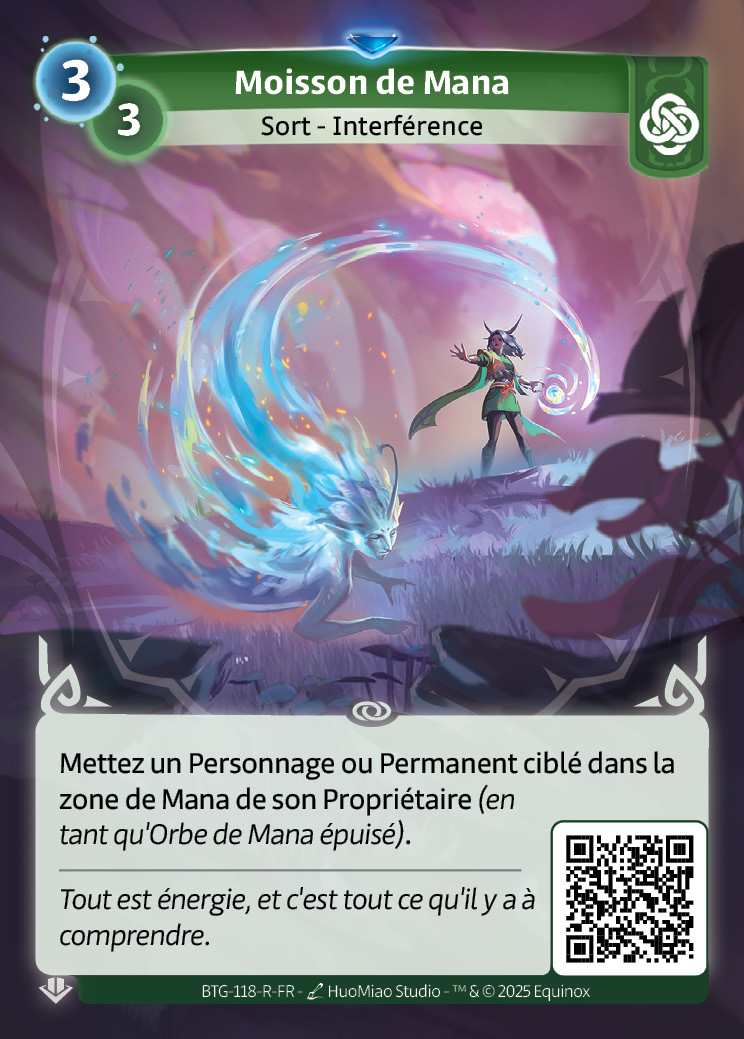 3
Moisson de Mana
3
Sort - Interférence
Mettez un Personnage ou Permanent ciblé dans la
zone de Mana de son Propriétaire (en
tant qu'Orbe de Mana épuisé).
Tout est énergie, et c'est tout ce qu'il y a à
comprendre.
BTG-118-R-FR - HuoMiao Studio - ™ & © 2025 Equinox